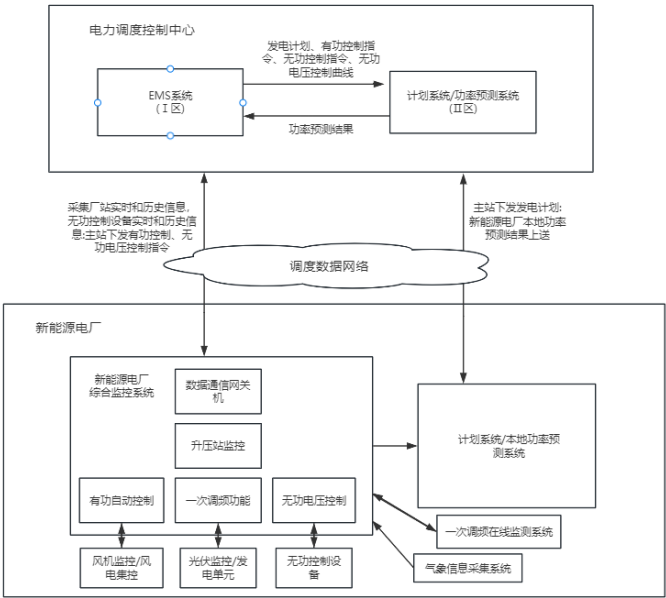 电力调度控制中心
发电计划、有功控制指
令、无功控制指令、无功
电压控制曲线
EMS系统
（Ⅰ区）
计划系统/功率预测系统
（Ⅱ区）
功率预测结果
采集厂站实时和历史信息，
无功控制设备实时和历史信
息;主站下发有功控制、无
功电压控制指令
主站下发发电计划;
新能源电厂本地功率
预测结果上送
调度数据网络
新能源电厂
新能源电厂
综合监控系统
数据通信网关
机
升压站监控
计划系统/本地功率预
测系统
有功自动控制
一次调频功能
无功电压控制
一次调频在线监测系统
风机监控/风
电集控
光伏监控/发
电单元
无功控制设
备
气象信息采集系统